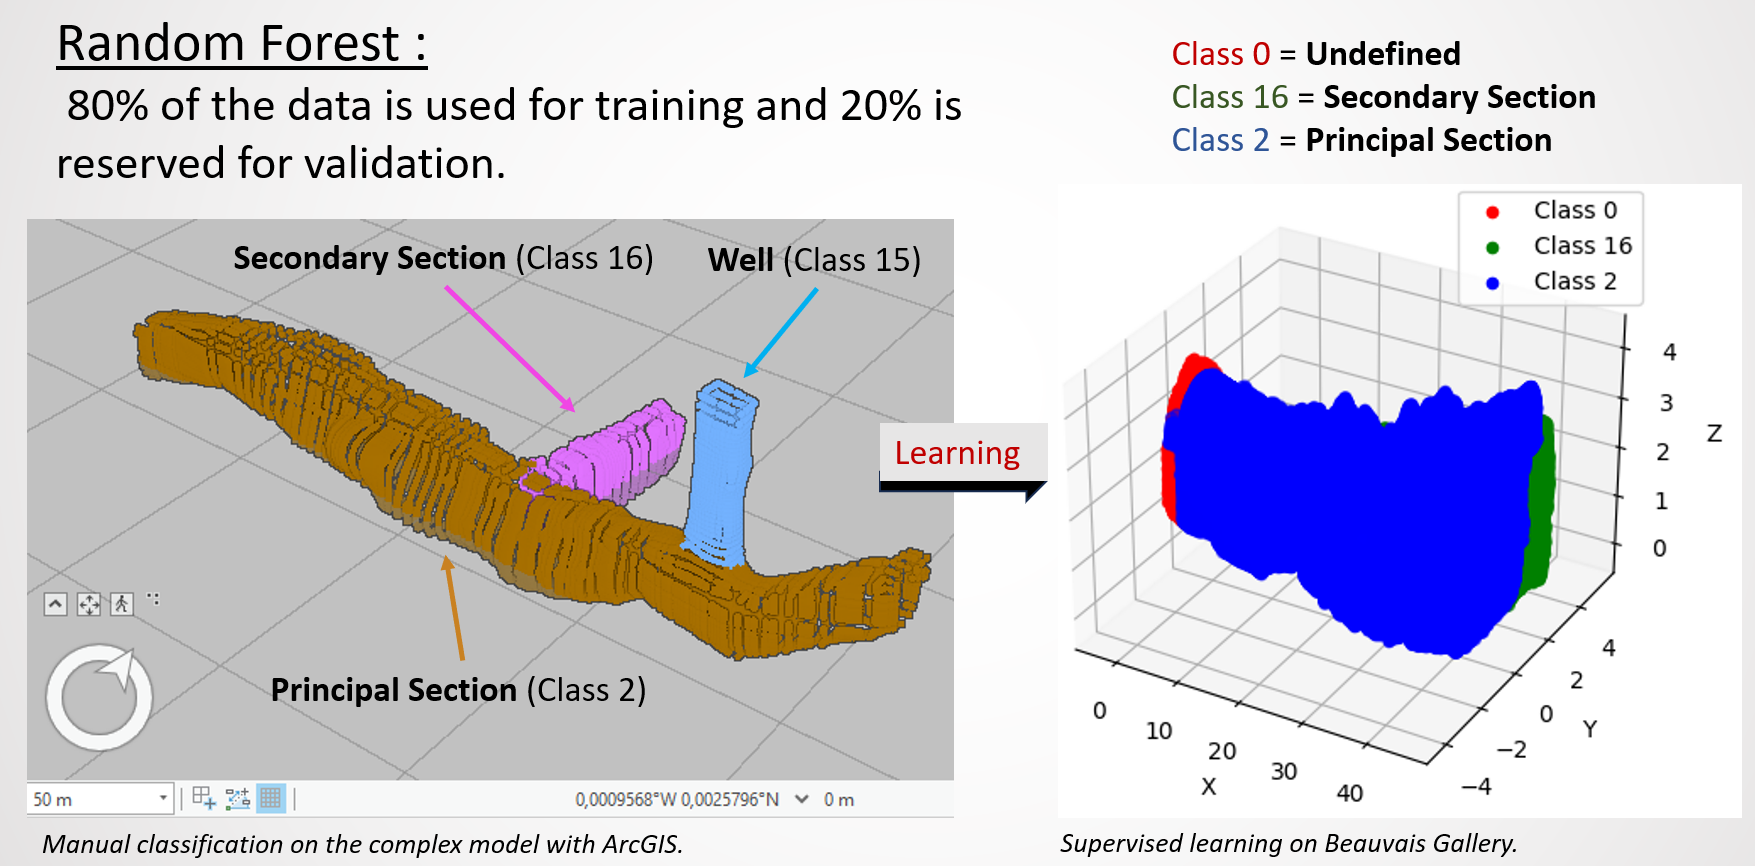 Random Forest :
80% of the data is used for training and 20% is
reserved for validation.
Class 0 = Undefined
Class 16 = Secondary Section
Class 2 = Principal Section
Secondary Section (Class 16)
Well (Class 15)
Principal Section (Class 2)
50 m
0,0009568°W 0,0025796°N
0 m
Manual classification on the complex model with ArcGIS.
Learning
Class 0
Class 16
Class 2
4
3
2
1
0
Z
0
10
20
30
40
X
4
2
0
−2
−4
Y
Supervised learning on Beauvais Gallery.